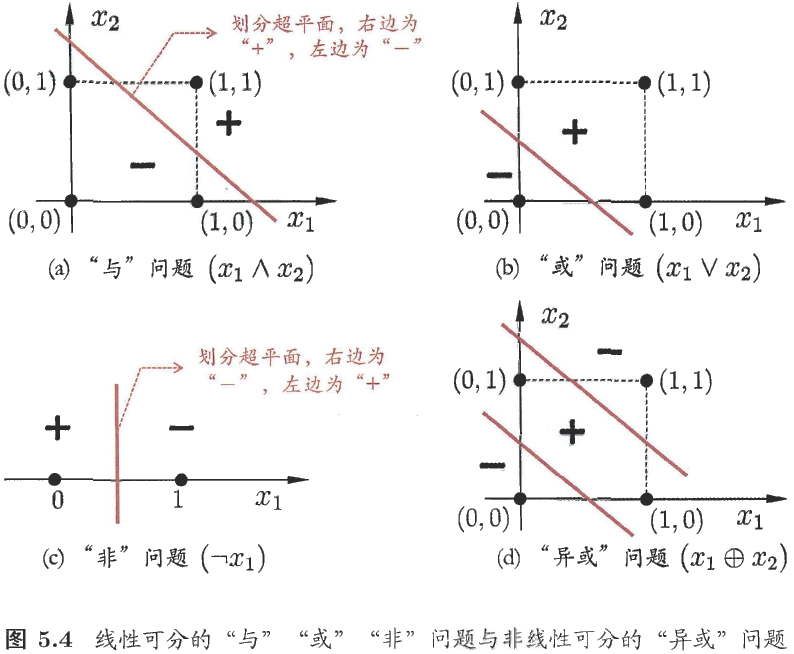 x₂
划分超平面，右边为
“+”，左边为“−”
(0, 1)
(1, 1)
+
−
(0, 0)
(1, 0)
x₁
(a) “与” 问题 (x₁ ∧ x₂)
x₂
(0, 1)
(1, 1)
+
−
(0, 0)
(1, 0)
x₁
(b) “或” 问题 (x₁ ∨ x₂)
划分超平面，右边为
“−”，左边为“+”
+
−
0
1
x₁
(c) “非” 问题 (¬x₁)
x₂
−
(0, 1)
(1, 1)
+
−
(0, 0)
(1, 0)
x₁
(d) “异或” 问题 (x₁ ⊕ x₂)
图 5.4 线性可分的“与” “或” “非” 问题与非线性可分的“异或” 问题